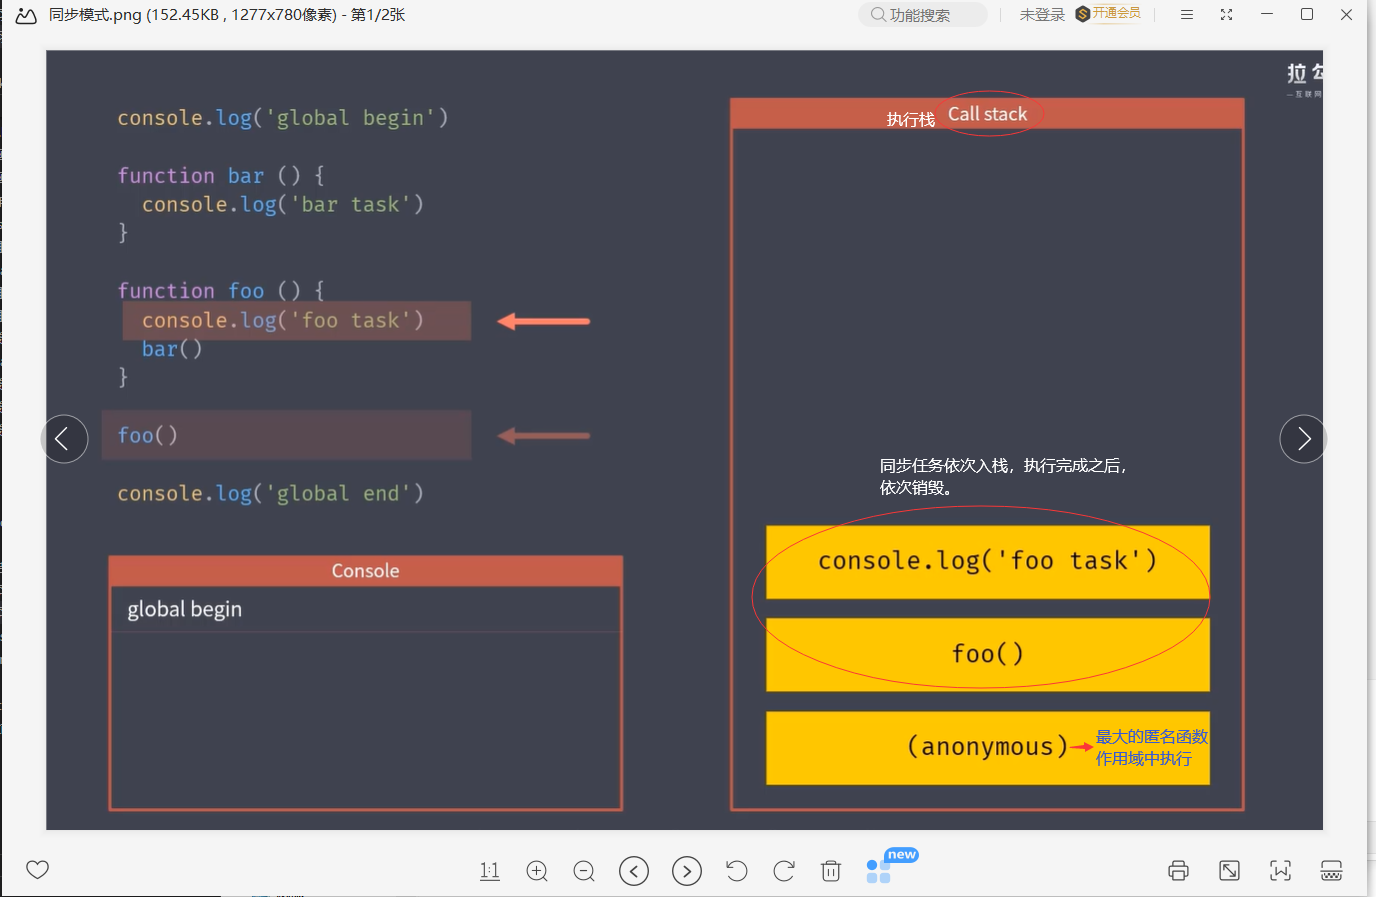 同步模式.png (152.45KB , 1277x780像素) - 第1/2张
功能搜索
未登录
S
开通会员
拉勾
一互联网
console.log('global begin')
function bar () {
console.log('bar task')
}
function foo () {
console.log('foo task')
bar()
}
foo()
console.log('global end')
Console
global begin
执行栈
Call stack
同步任务依次入栈，执行完成之后，
依次销毁。
console.log('foo task')
foo()
(anonymous)
最大的匿名函数
作用域中执行
1:1
new